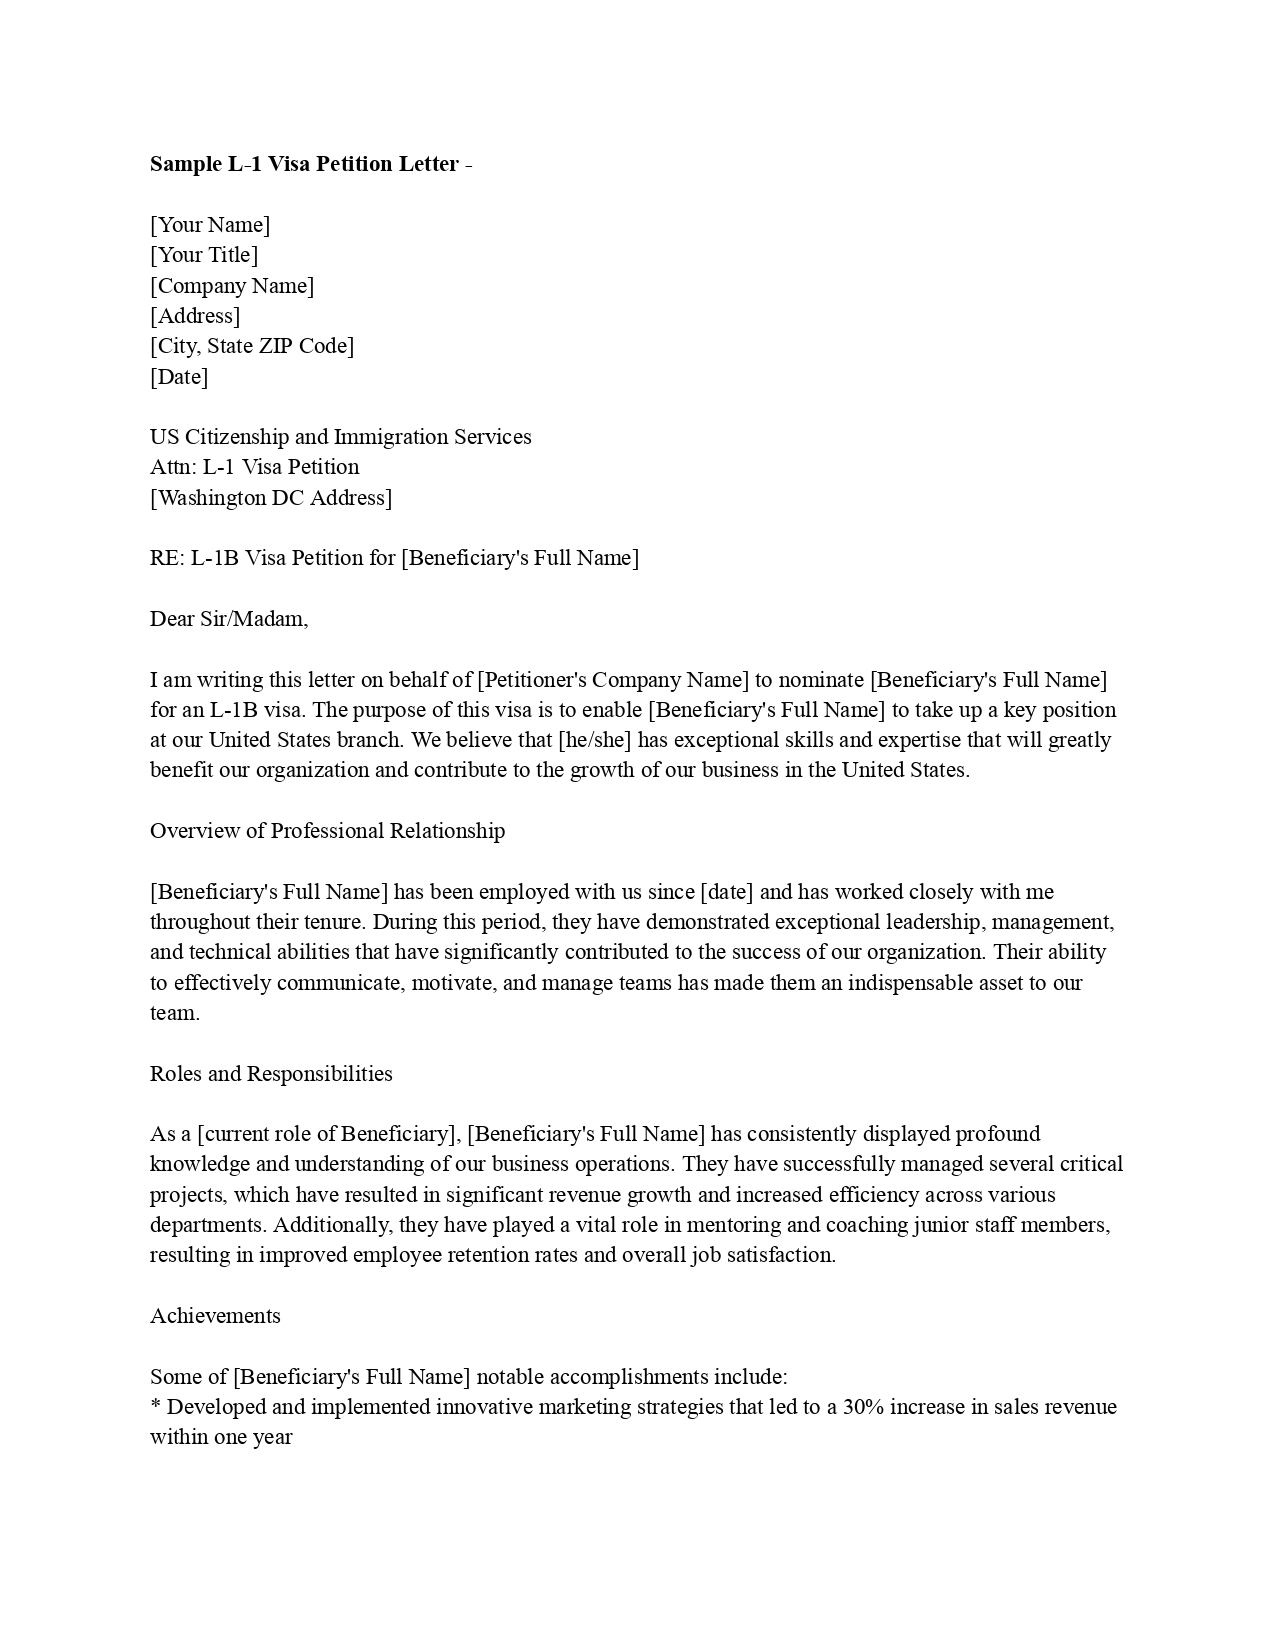 Sample L-1 Visa Petition Letter -
[Your Name]
[Your Title]
[Company Name]
[Address]
[City, State ZIP Code]
[Date]
US Citizenship and Immigration Services
Attn: L-1 Visa Petition
[Washington DC Address]
RE: L-1B Visa Petition for [Beneficiary's Full Name]
Dear Sir/Madam,
I am writing this letter on behalf of [Petitioner's Company Name] to nominate [Beneficiary's Full Name]
for an L-1B visa. The purpose of this visa is to enable [Beneficiary's Full Name] to take up a key position
at our United States branch. We believe that [he/she] has exceptional skills and expertise that will greatly
benefit our organization and contribute to the growth of our business in the United States.
Overview of Professional Relationship
[Beneficiary's Full Name] has been employed with us since [date] and has worked closely with me
throughout their tenure. During this period, they have demonstrated exceptional leadership, management,
and technical abilities that have significantly contributed to the success of our organization. Their ability
to effectively communicate, motivate, and manage teams has made them an indispensable asset to our
team.
Roles and Responsibilities
As a [current role of Beneficiary], [Beneficiary's Full Name] has consistently displayed profound
knowledge and understanding of our business operations. They have successfully managed several critical
projects, which have resulted in significant revenue growth and increased efficiency across various
departments. Additionally, they have played a vital role in mentoring and coaching junior staff members,
resulting in improved employee retention rates and overall job satisfaction.
Achievements
Some of [Beneficiary's Full Name] notable accomplishments include:
* Developed and implemented innovative marketing strategies that led to a 30% increase in sales revenue
within one year